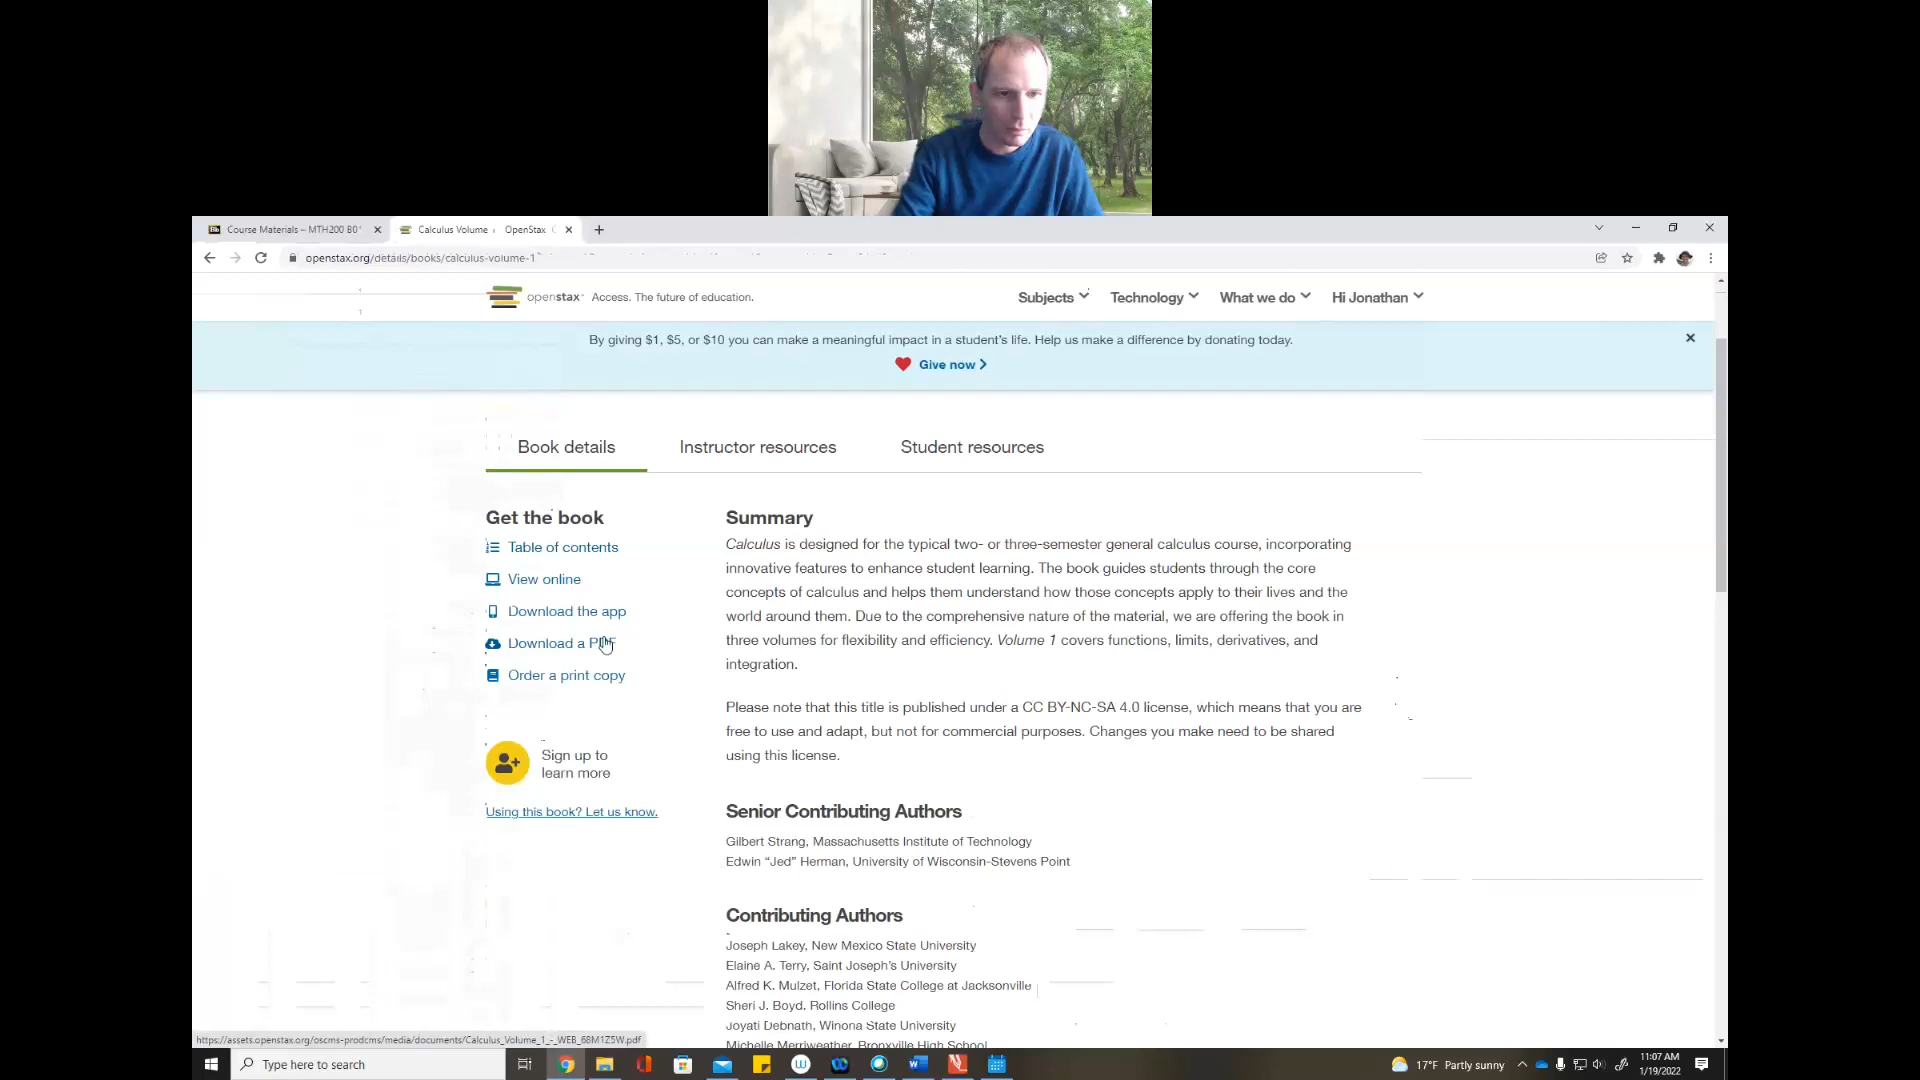 Course Materials – MTH200 B0
Calculus Volume
OpenStax
openstax.org/details/books/calculus-volume-1
openstax Access. The future of education.
Subjects Technology What we do Hi Jonathan
By giving $1, $5, or $10 you can make a meaningful impact in a student's life. Help us make a difference by donating today.
Give now
Book details Instructor resources Student resources
Get the book
Table of contents
View online
Download the app
Download a PDF
Order a print copy
Sign up to
learn more
Using this book? Let us know.
Summary
Calculus is designed for the typical two- or three-semester general calculus course, incorporating
innovative features to enhance student learning. The book guides students through the core
concepts of calculus and helps them understand how those concepts apply to their lives and the
world around them. Due to the comprehensive nature of the material, we are offering the book in
three volumes for flexibility and efficiency. Volume 1 covers functions, limits, derivatives, and
integration.
Please note that this title is published under a CC BY-NC-SA 4.0 license, which means that you are
free to use and adapt, but not for commercial purposes. Changes you make need to be shared
using this license.
Senior Contributing Authors
Gilbert Strang, Massachusetts Institute of Technology
Edwin “Jed” Herman, University of Wisconsin-Stevens Point
Contributing Authors
Joseph Lakey, New Mexico State University
Elaine A. Terry, Saint Joseph's University
Alfred K. Mulzet, Florida State College at Jacksonville
Sheri J. Boyd, Rollins College
Joyati Debnath, Winona State University
Michelle Merriweather, Bronxville High School
https://assets.openstax.org/oscms-prodcms/media/documents/Calculus_Volume_1_-_WEB_68M1Z5W.pdf
Type here to search
17°F Partly sunny
11:07 AM
1/19/2022